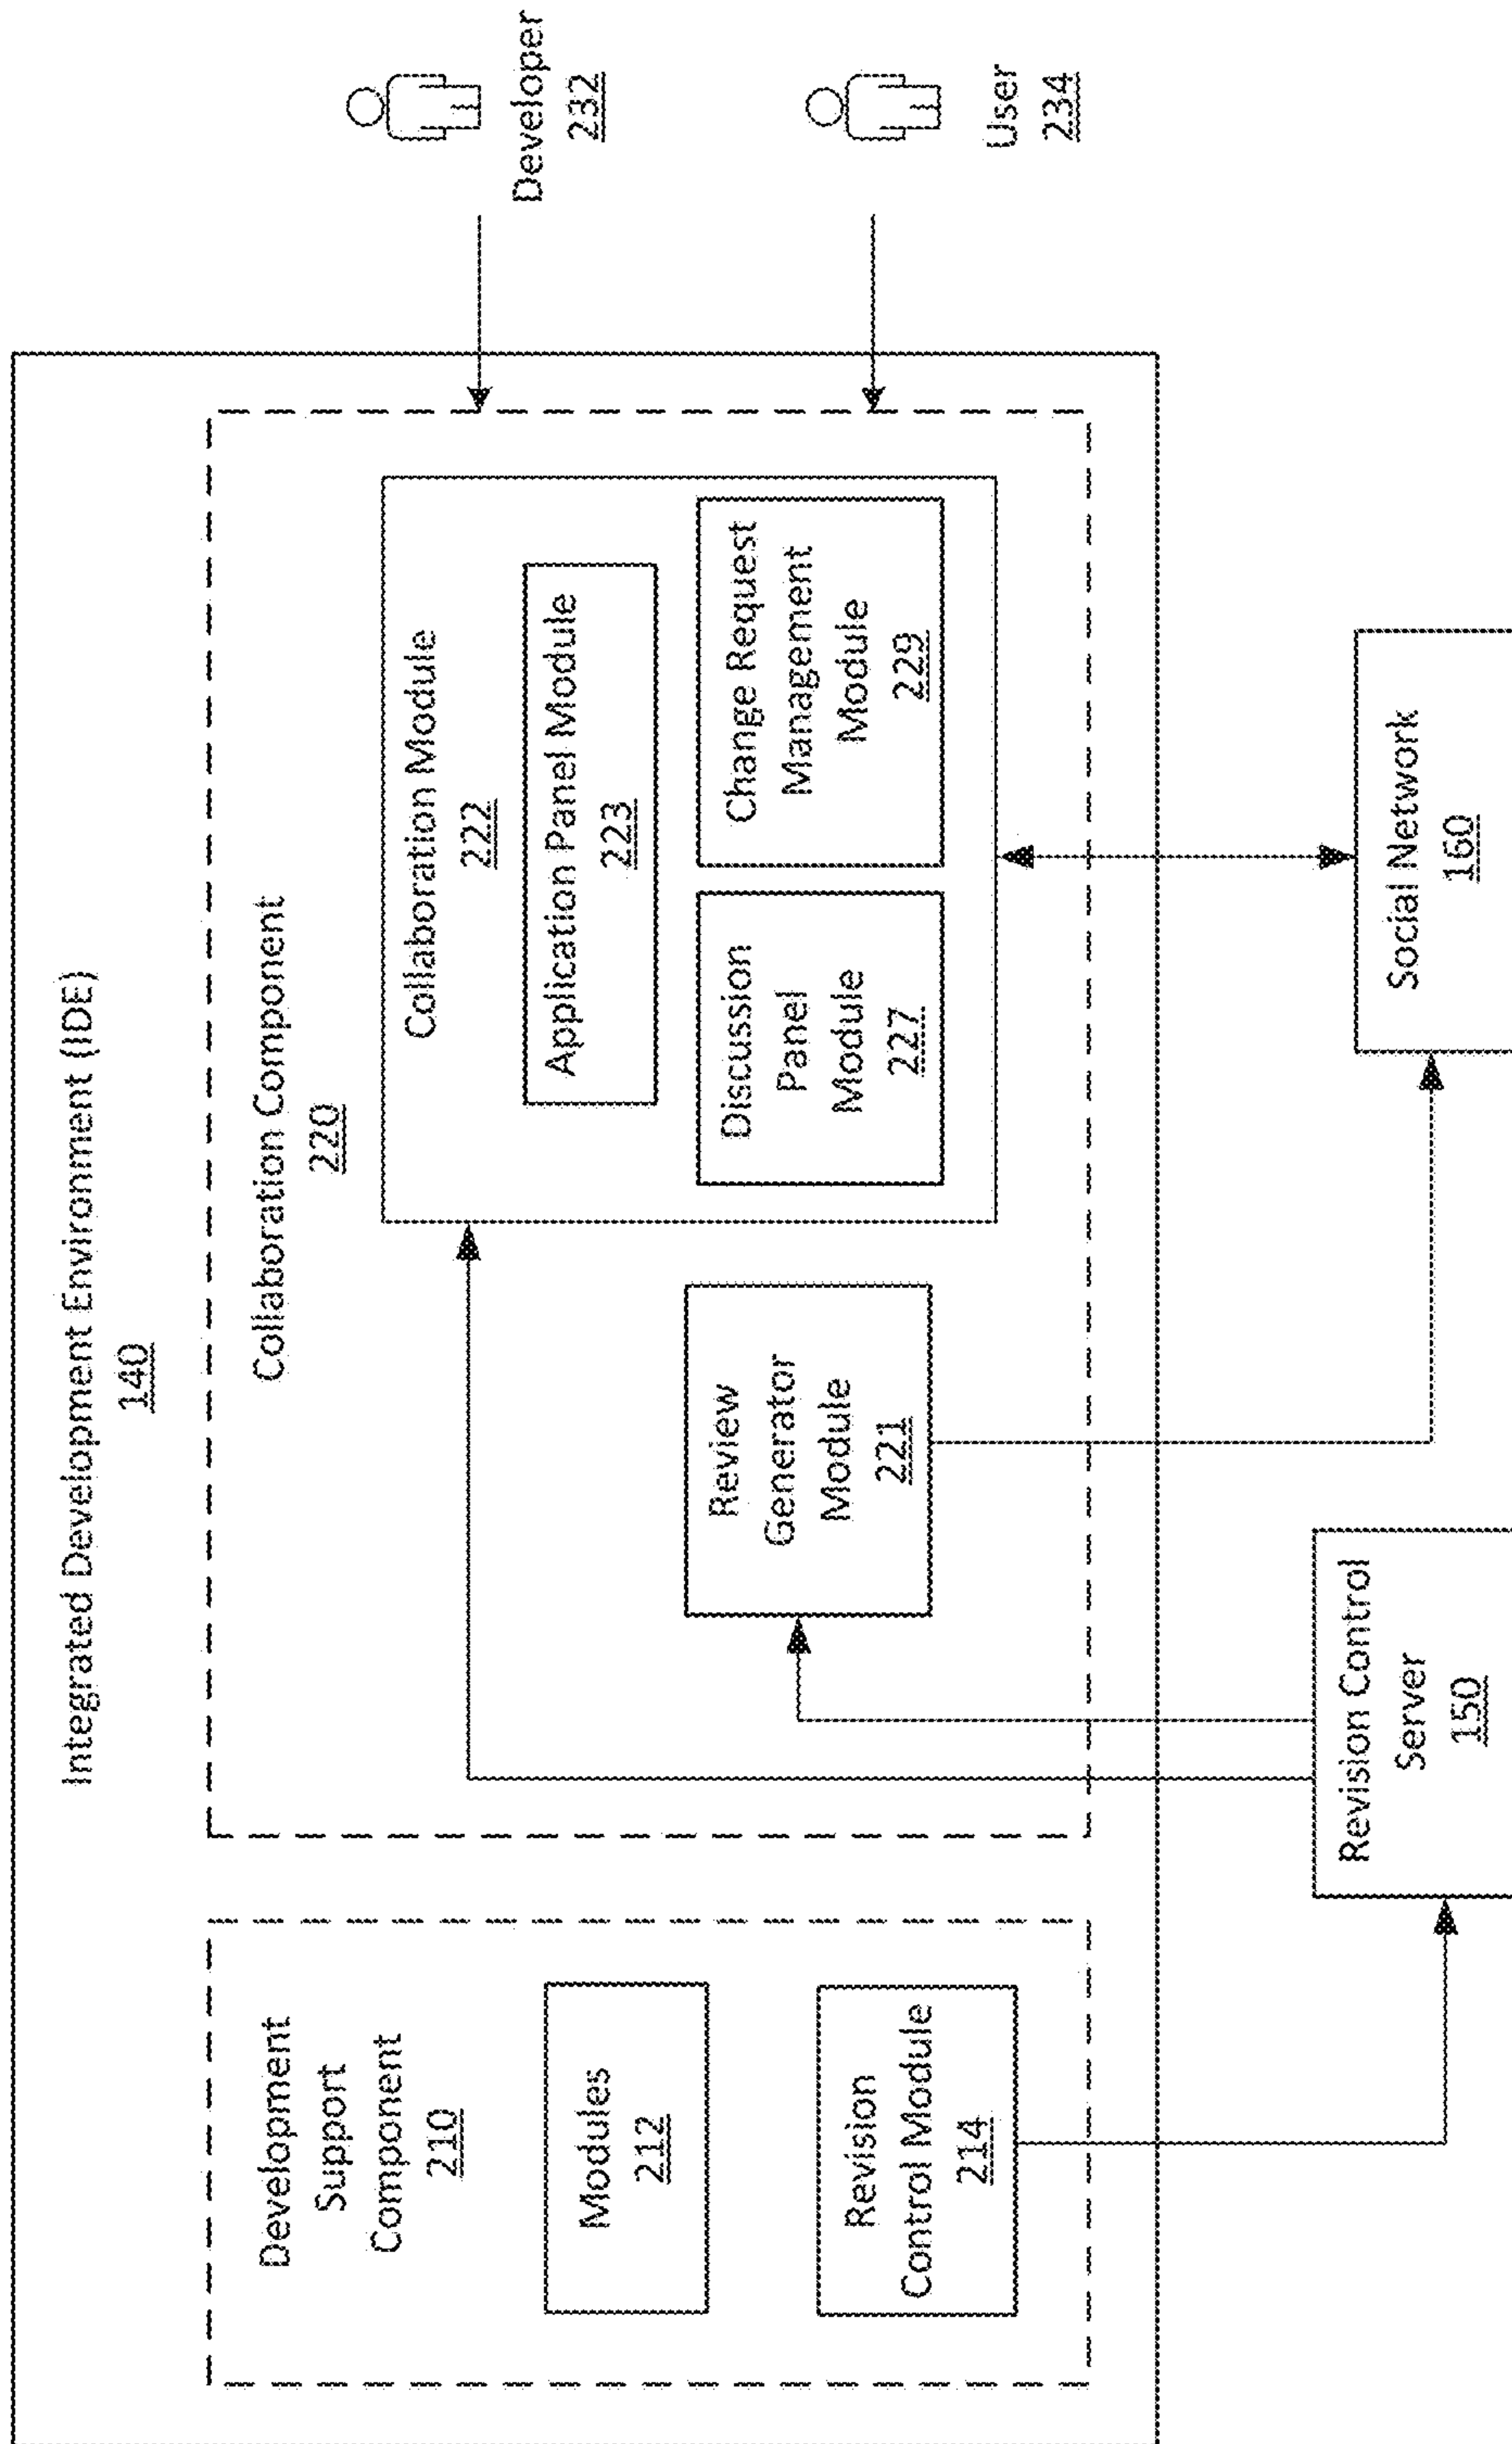 Integrated Development Environment (IDE)
140
Development
Support
Component
210
Modules
212
Revision
Control Module
214
Collaboration Component
220
Review
Generator
Module
221
Collaboration Module
222
Application Panel Module
223
Discussion
Panel
Module
227
Change Request
Management
Module
229
Developer
232
User
234
Revision Control
Server
150
Social Network
160